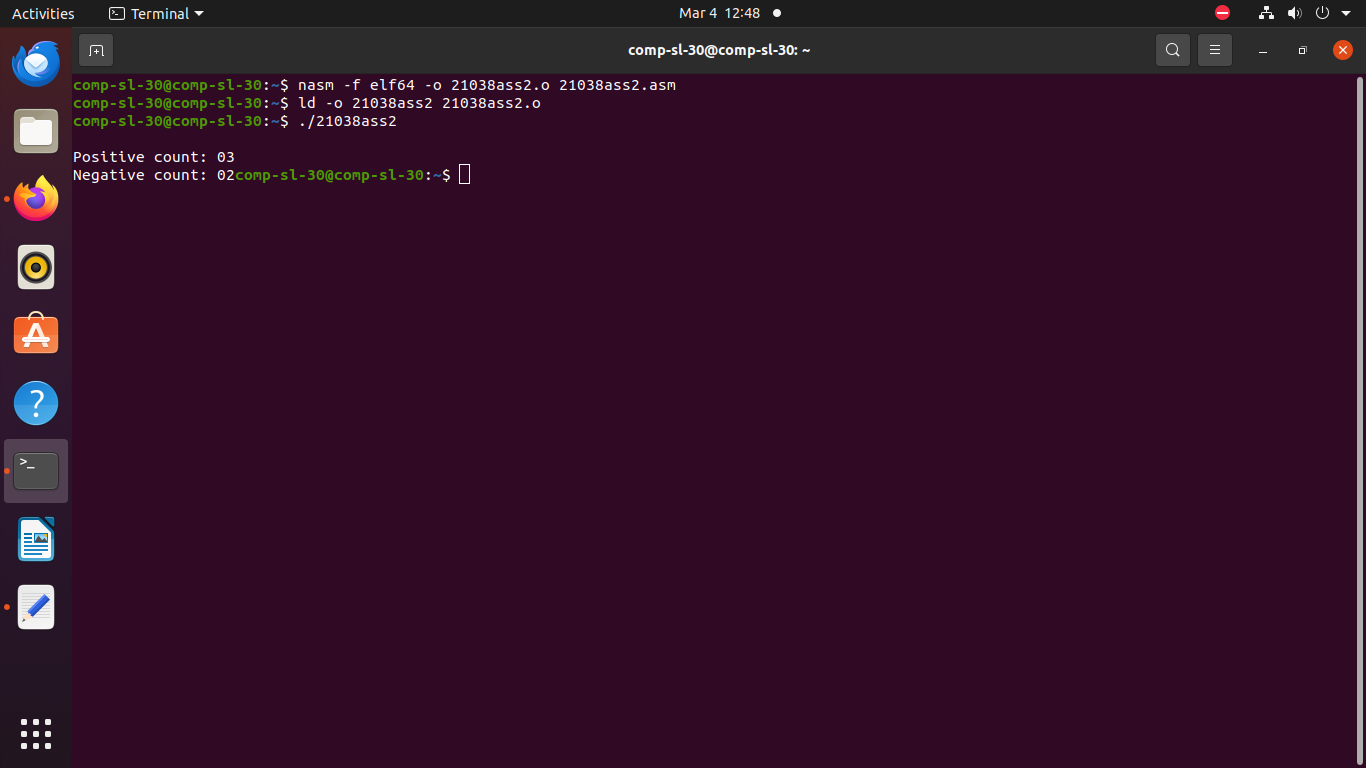 Activities
Terminal
Mar 4 12:48
comp-sl-30@comp-sl-30: ~
comp-sl-30@comp-sl-30:~$ nasm -f elf64 -o 21038ass2.o 21038ass2.asm
comp-sl-30@comp-sl-30:~$ ld -o 21038ass2 21038ass2.o
comp-sl-30@comp-sl-30:~$ ./21038ass2
Positive count: 03
Negative count: 02comp-sl-30@comp-sl-30:~$